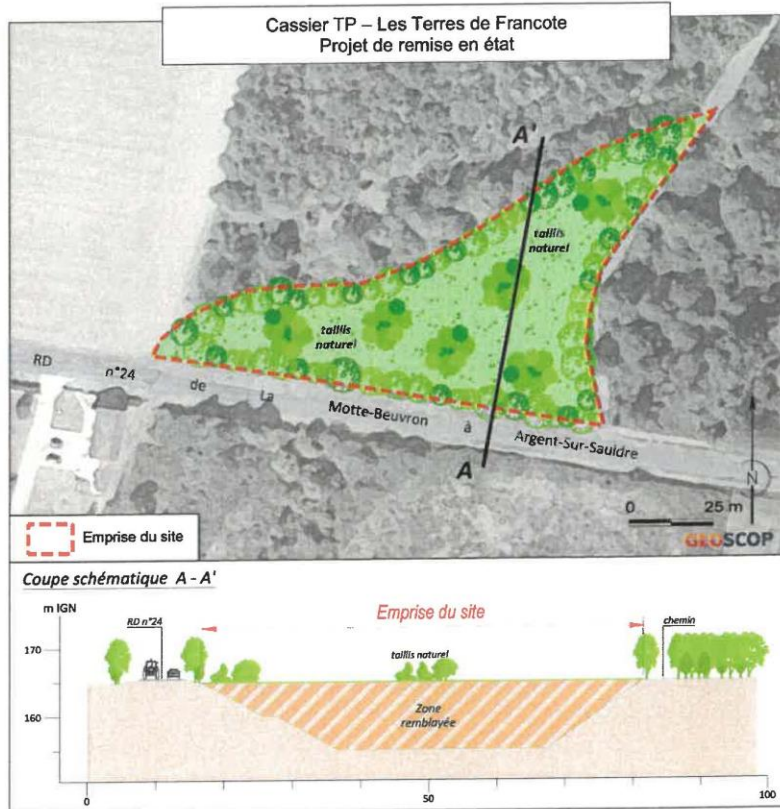 Cassier TP – Les Terres de Francote
Projet de remise en état
A'
taillis
naturel
taillis
naturel
RD n°24 de La Motte-Beuvron à Argent-Sur-Sauldre
A
N
0 25 m
GEOSCOP
Emprise du site
Coupe schématique A - A'
m IGN
Emprise du site
RD n°24
chemin
170
taillis naturel
160
Zone
remblayée
0 50 100